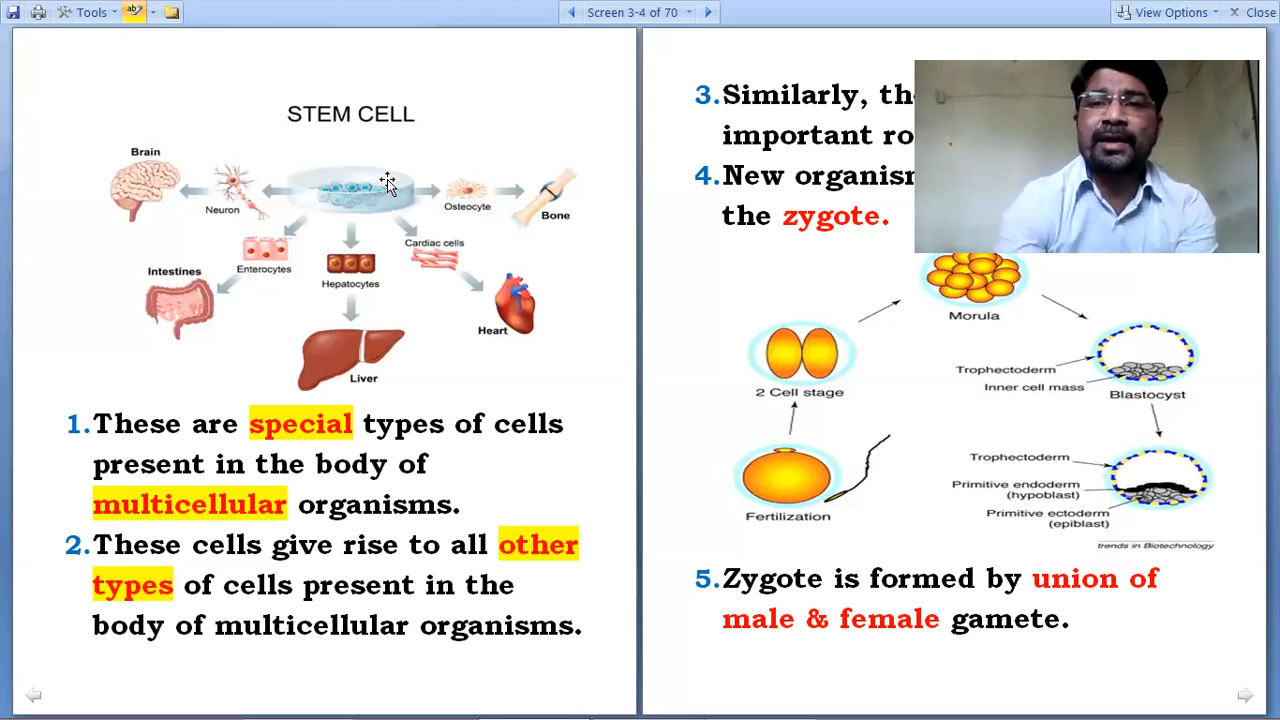 Tools
Screen 3-4 of 70
View Options
Close
STEM CELL
Brain
Neuron
Osteocyte
Bone
Intestines
Enterocytes
Hepatocytes
Cardiac cells
Heart
Liver
1. These are special types of cells
present in the body of
multicellular organisms.
2. These cells give rise to all other
types of cells present in the
body of multicellular organisms.
3. Similarly,
important
4. New
the zygote.
Morula
2 Cell stage
Trophectoderm
Inner cell mass
Blastocyst
Fertilization
Trophectoderm
Primitive endoderm
(hypoblast)
Primitive ectoderm
(epiblast)
trends in Biotechnology
5. Zygote is formed by union of
male & female gamete.